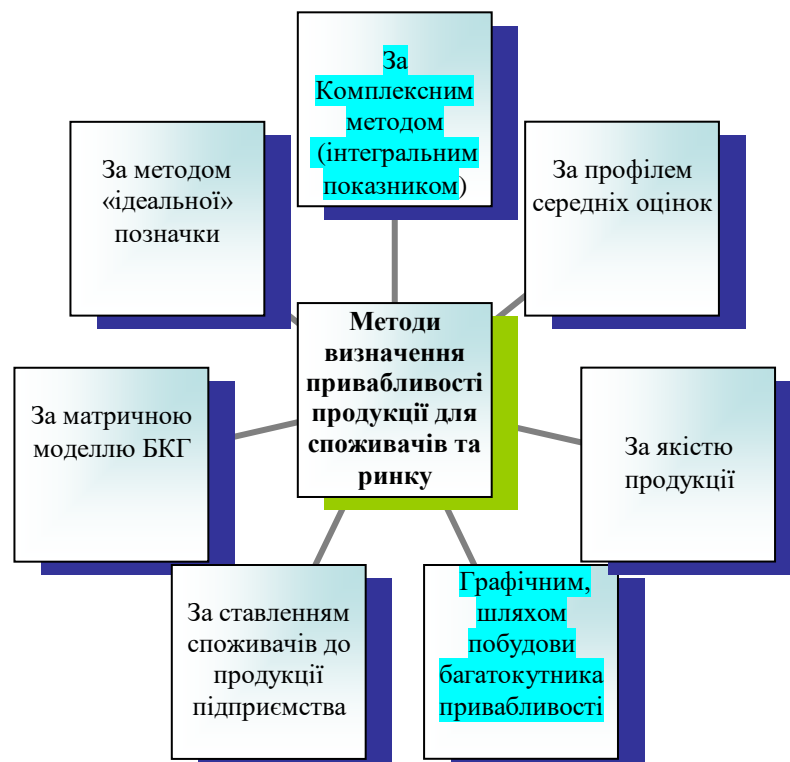 За
Комплексним
методом
(інтегральним
показником)
За методом
«ідеальної»
позначки
За профілем
середніх оцінок
Методи
визначення
привабливості
продукції для
споживачів та
ринку
За матричною
моделлю БКГ
За якістю
продукції
За ставленням
споживачів до
продукції
підприємства
Графічним,
шляхом
побудови
багатокутника
привабливості